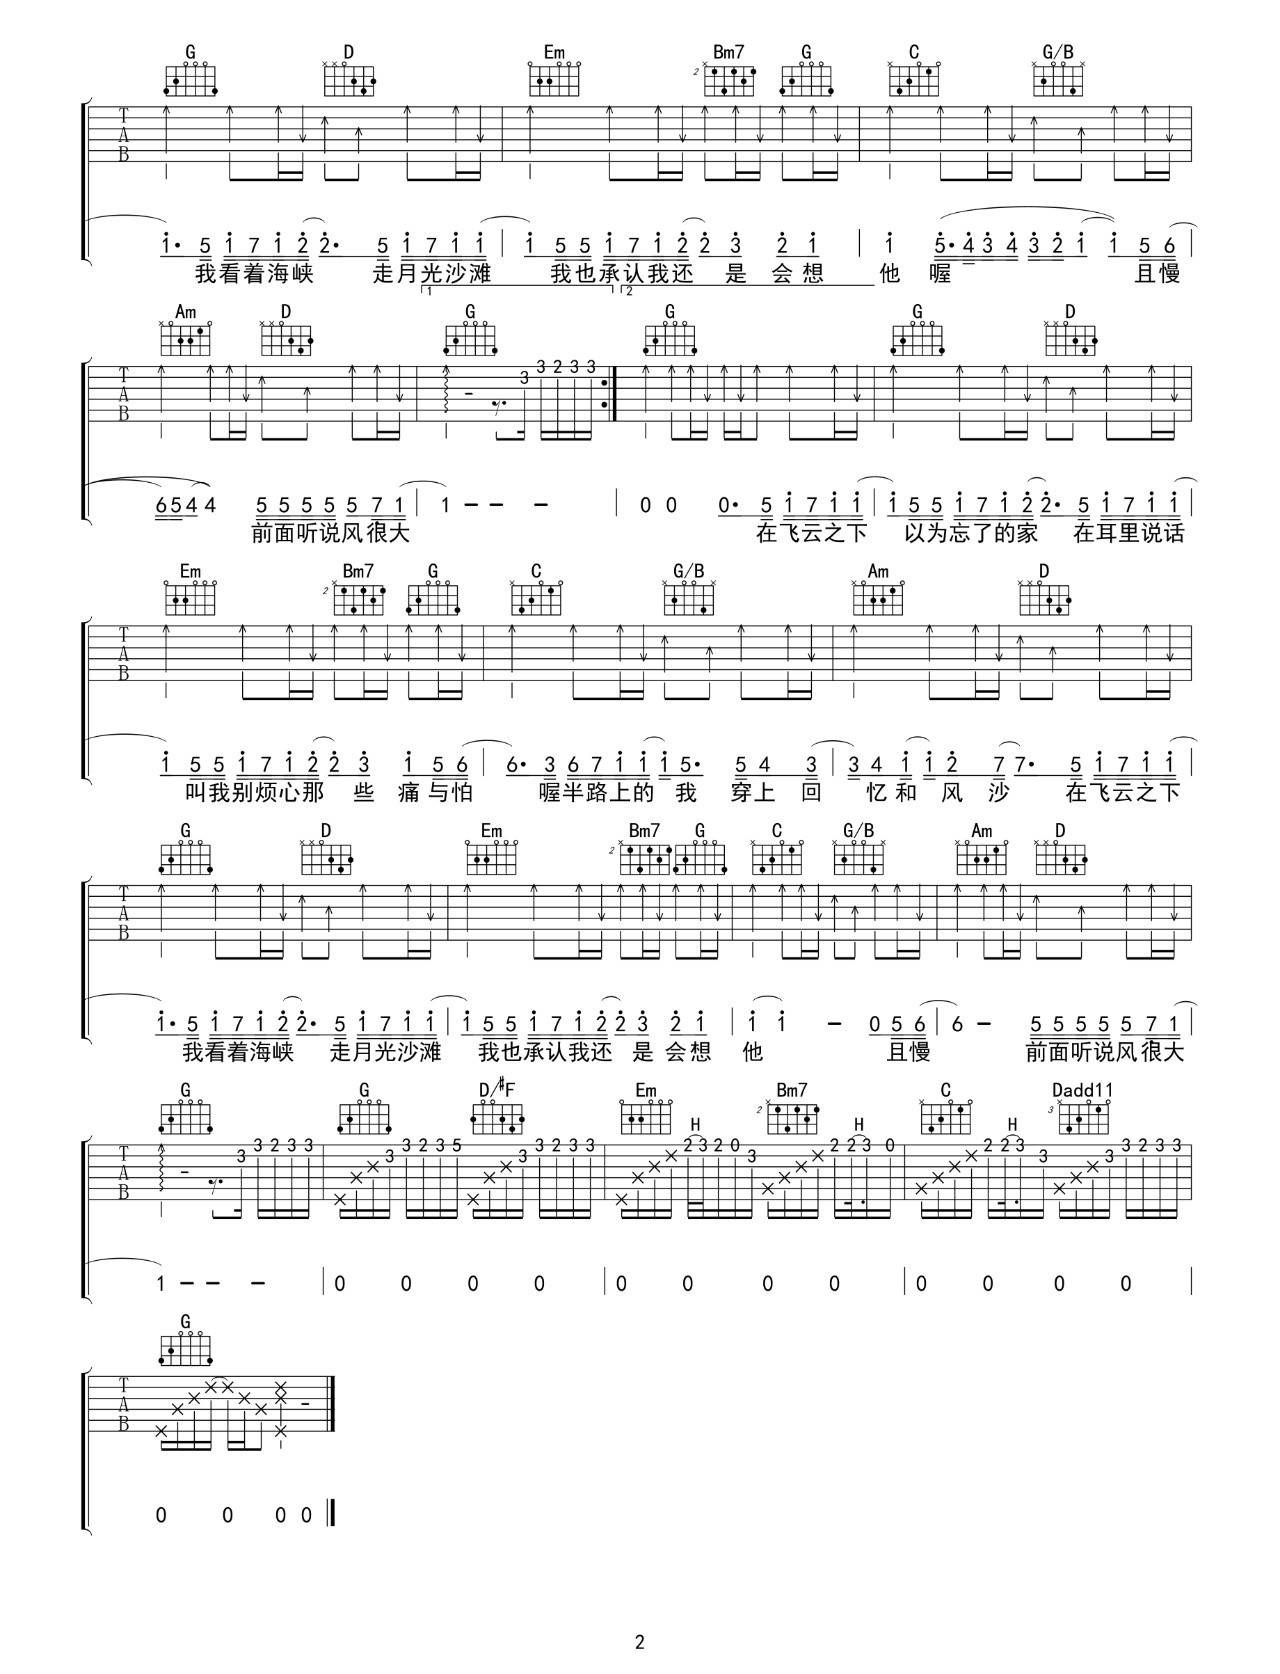 G D Em Bm7 G C G/B
2
T
A
B
1· 5 1 7 1 2 2· 5 1 7 1 1 | 1 5 5 1 7 1 2 2 3 2 1 | 1 5· 4 3 4 3 2 1 1 5 6 |
我看着海峡 走月光沙滩 我也承认我还 是 会 想 他 喔 且慢
1 2
Am D G G G D
T
A
B
3 3 2 3 3
6 5 4 4 5 5 5 5 5 7 1 | 1 – – – | 0 0 0· 5 1 7 1 1 | 1 5 5 1 7 1 2 2· 5 1 7 1 1 |
前面听说风很大 在飞云之下 以为忘了的家 在耳里说话
Em Bm7 G C G/B Am D
2
T
A
B
1 5 5 1 7 1 2 2 3 1 5 6 | 6· 3 6 7 1 1 1 5· 5 4 3 | 3 4 1 1 2 7 7· 5 1 7 1 1 |
叫我别烦心那 些 痛与怕 喔半路上的 我 穿上 回 忆和 风 沙 在飞云之下
G D Em Bm7 G C G/B Am D
2
T
A
B
1· 5 1 7 1 2 2· 5 1 7 1 1 | 1 5 5 1 7 1 2 2 3 2 1 | 1 1 – 0 5 6 | 6 – 5 5 5 5 5 7 1 |
我看着海峡 走月光沙滩 我也承认我还 是 会想 他 且慢 前面听说风很大
G G D/#F Em Bm7 C Dadd11
2 3
H H H
T
A
B
3 3 2 3 3 3 3 2 3 5 3 3 2 3 3 2 3 2 0 3 2 2 3 0 2 2 3 3 3 3 2 3 3
1 – – – | 0 0 0 0 | 0 0 0 0 | 0 0 0 0 |
G
T
A
B
0 0 0 0
2